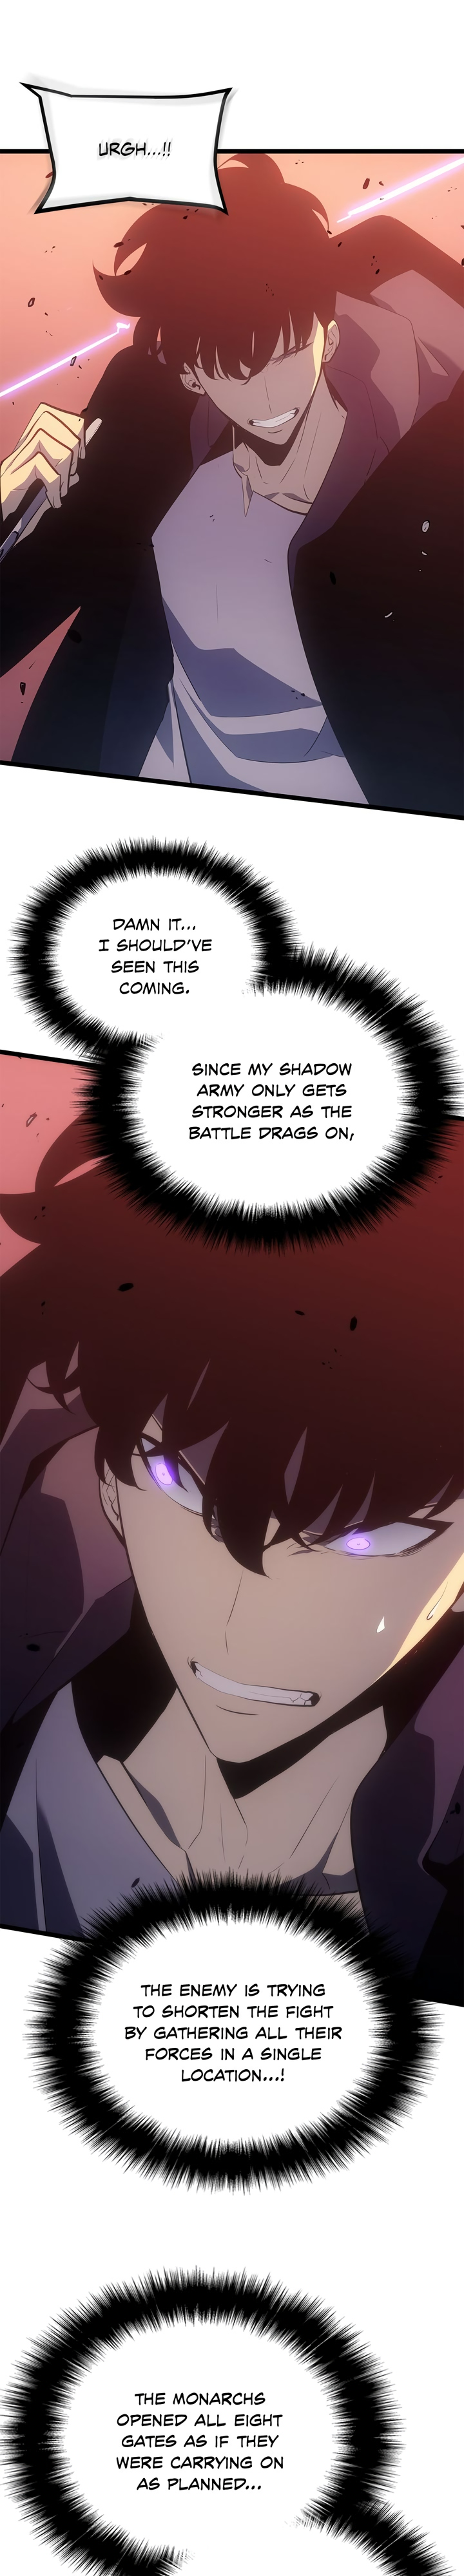 URGH...!!
DAMN IT...
I SHOULD'VE
SEEN THIS
COMING.
SINCE MY SHADOW
ARMY ONLY GETS
STRONGER AS THE
BATTLE DRAGS ON,
THE ENEMY IS TRYING
TO SHORTEN THE FIGHT
BY GATHERING ALL THEIR
FORCES IN A SINGLE
LOCATION...!
THE MONARCHS
OPENED ALL EIGHT
GATES AS IF THEY
WERE CARRYING ON
AS PLANNED...